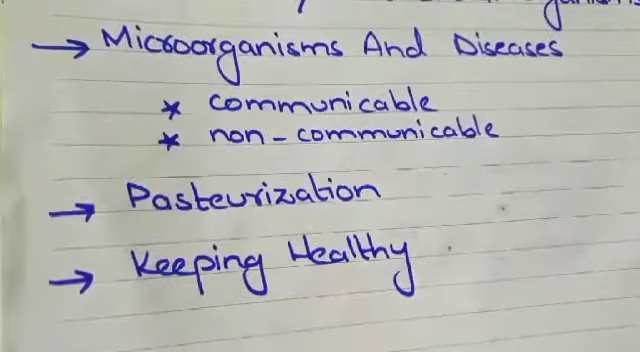 → Microorganisms And Diseases
* communicable
* non-communicable
→ Pasteurization
→ Keeping Healthy